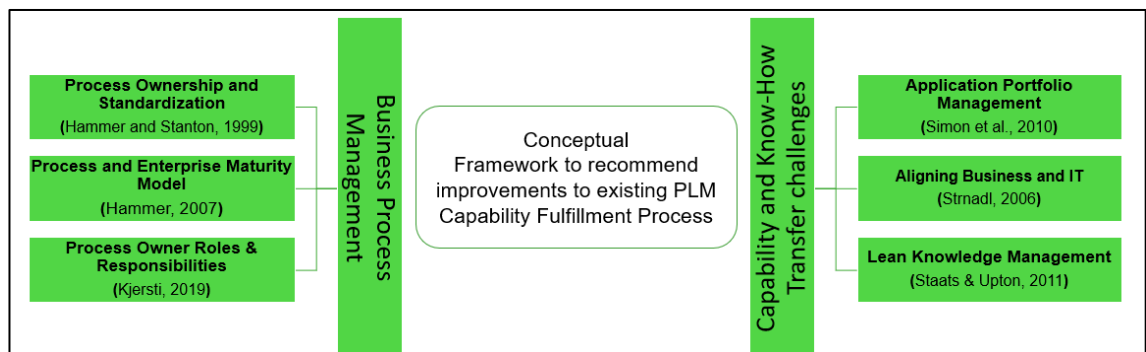 Process Ownership and
Standardization
(Hammer and Stanton, 1999)
Process and Enterprise Maturity
Model
(Hammer, 2007)
Process Owner Roles &
Responsibilities
(Kjersti, 2019)
Business Process
Management
Conceptual
Framework to recommend
improvements to existing PLM
Capability Fulfillment Process
Capability and Know-How
Transfer challenges
Application Portfolio
Management
(Simon et al., 2010)
Aligning Business and IT
(Strnadl, 2006)
Lean Knowledge Management
(Staats & Upton, 2011)